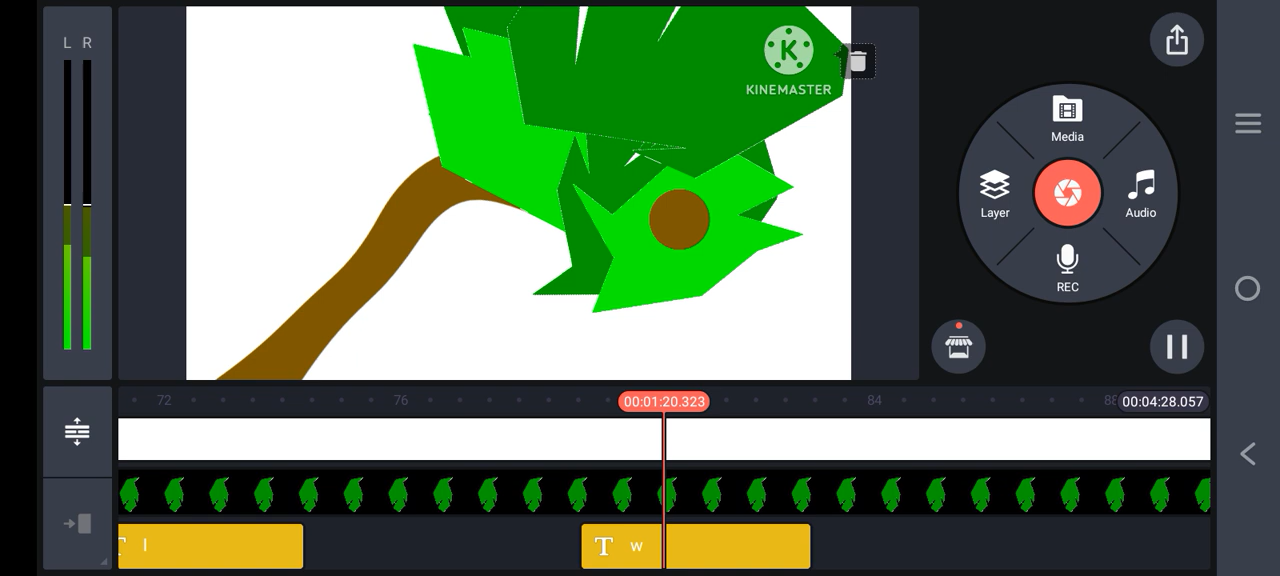 L R
K
KINEMASTER
Media
Layer
Audio
REC
72
76
00:01:20.323
84
88
00:04:28.057
T l
T w